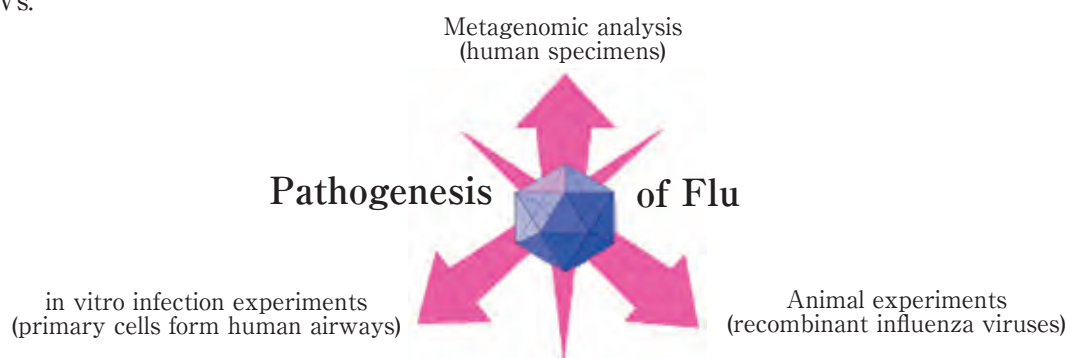 Metagenomic analysis
(human specimens)
Pathogenesis of Flu
in vitro infection experiments
(primary cells form human airways)
Animal experiments
(recombinant influenza viruses)